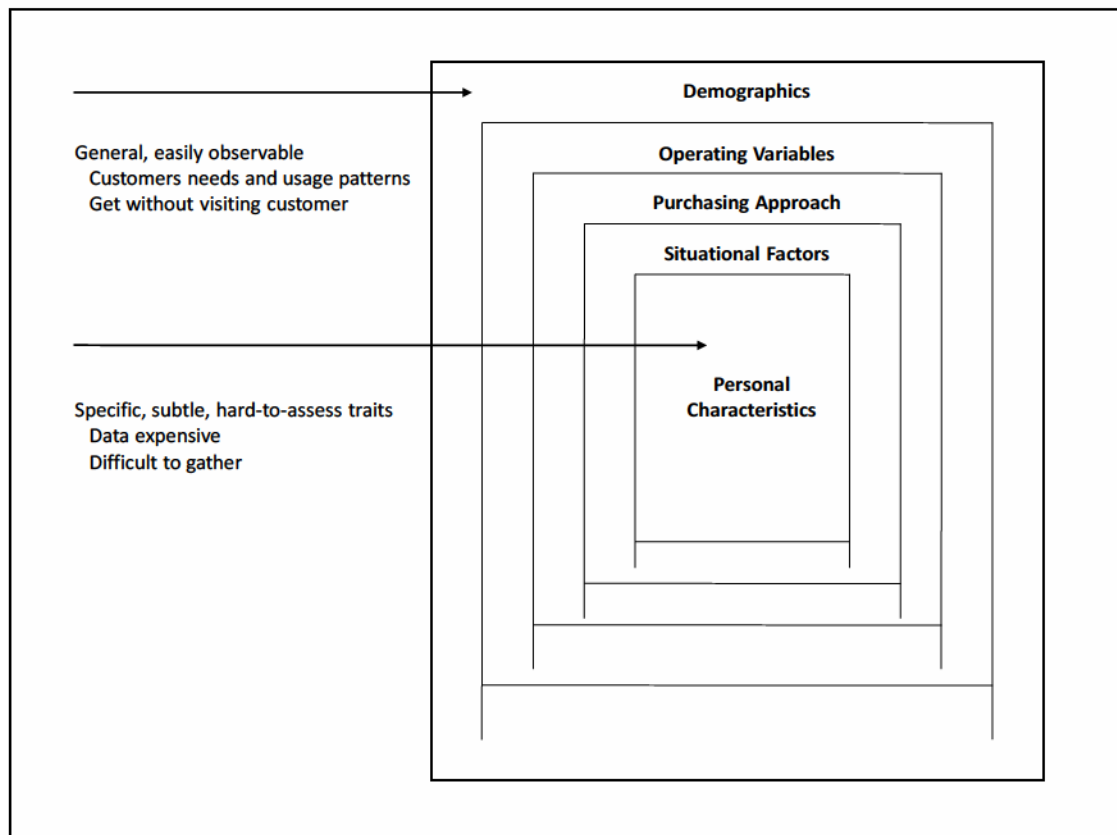 Demographics
General, easily observable
Customers needs and usage patterns
Get without visiting customer
Operating Variables
Purchasing Approach
Situational Factors
Personal
Characteristics
Specific, subtle, hard-to-assess traits
Data expensive
Difficult to gather